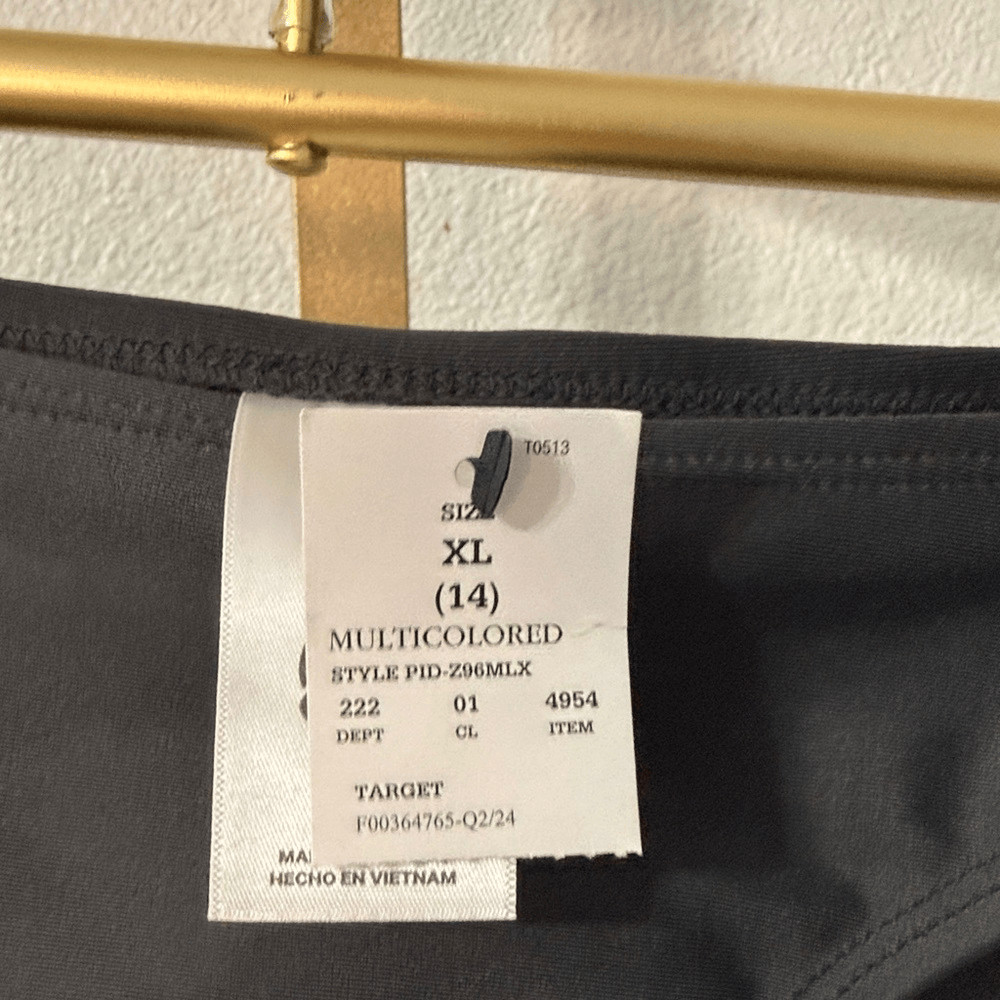 T0513
XL
(14)
MULTICOLORED
STYLE PID-Z96MLX
222 01 4954
DEPT CL ITEM
TARGET
F00364765-Q2/24
HECHO EN VIETNAM